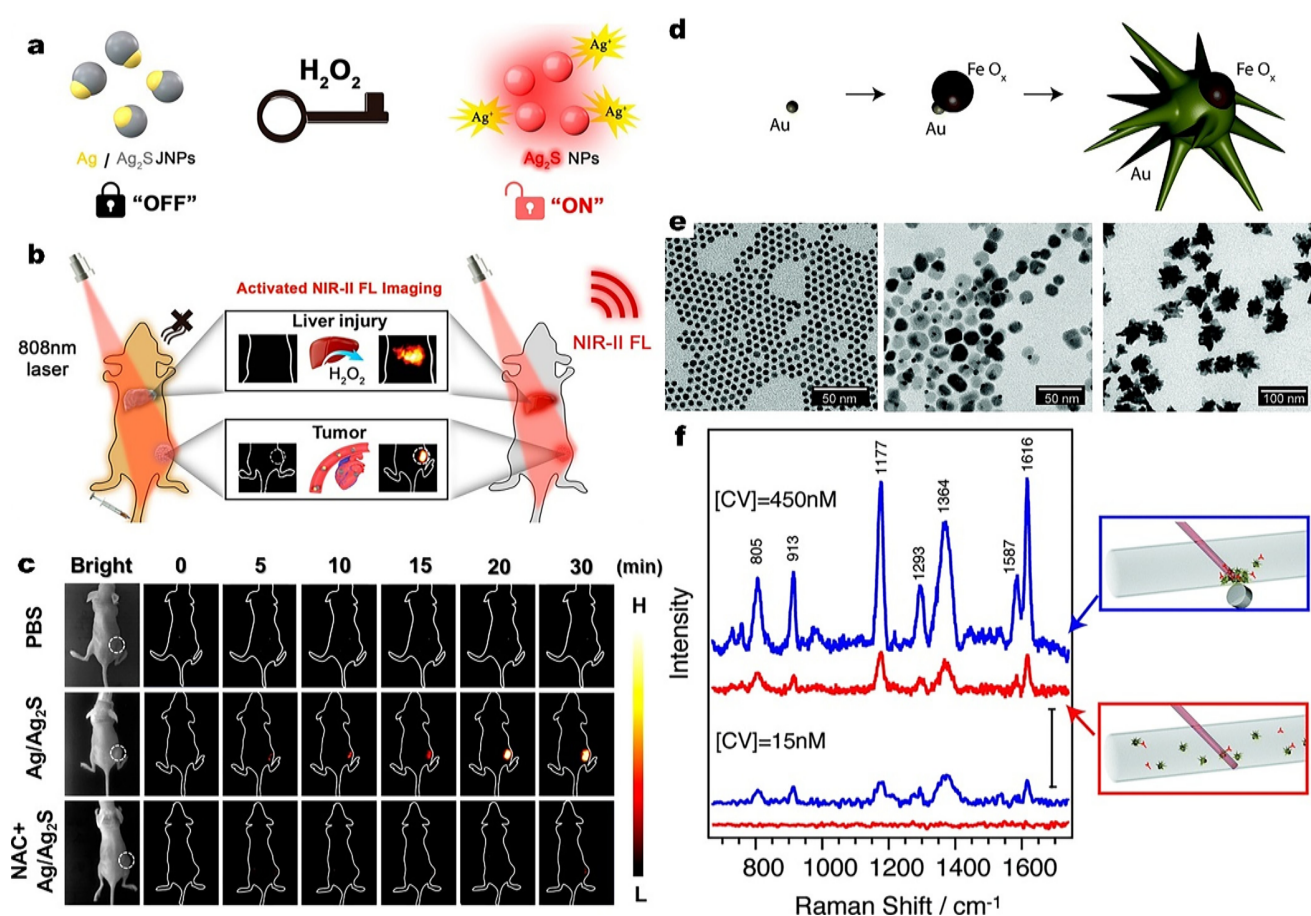 a
H₂O₂
Ag⁺
Ag⁺
Ag⁺
Ag / Ag₂S JNPs
Ag₂S NPs
"OFF"
"ON"
b
808nm
laser
Activated NIR-II FL Imaging
Liver injury
H₂O₂
Tumor
NIR-II FL
c
Bright 0 5 10 15 20 30 (min)
PBS
Ag/Ag₂S
NAC+
Ag/Ag₂S
H
L
d
Au
Fe Oₓ
Au
Fe Oₓ
Au
e
50 nm
50 nm
100 nm
f
[CV]=450nM
805
913
1177
1293
1364
1587
1616
[CV]=15nM
Intensity
800 1000 1200 1400 1600
Raman Shift / cm⁻¹